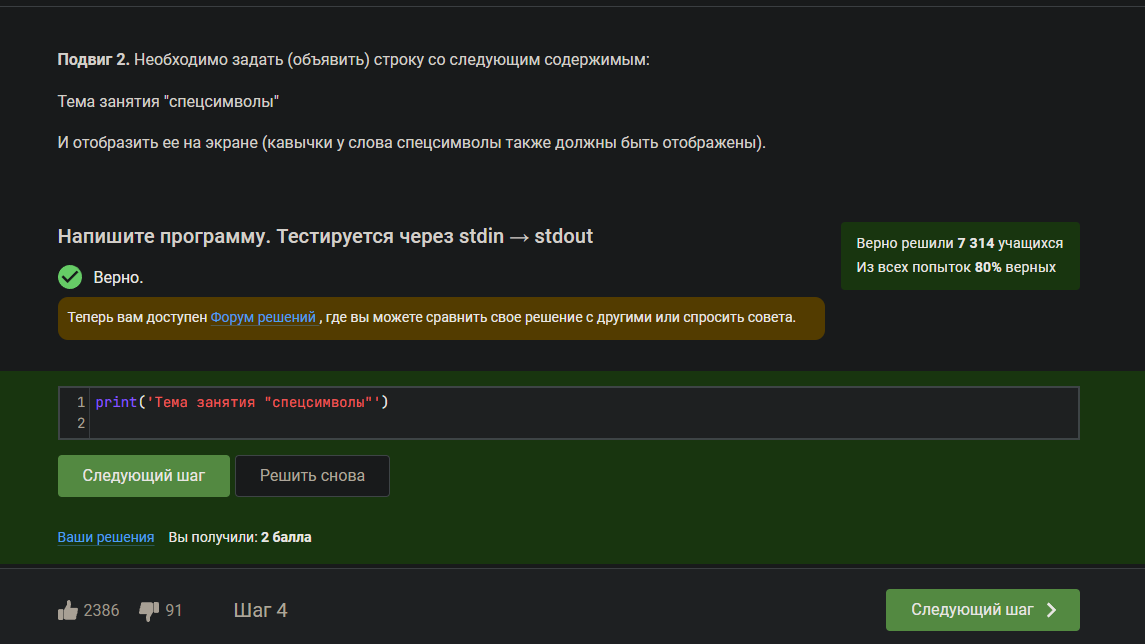 Подвиг 2. Необходимо задать (объявить) строку со следующим содержимым:
Тема занятия "спецсимволы"
И отобразить ее на экране (кавычки у слова спецсимволы также должны быть отображены).
Напишите программу. Тестируется через stdin → stdout
Верно решили 7 314 учащихся
Из всех попыток 80% верных
Верно.
Теперь вам доступен Форум решений , где вы можете сравнить свое решение с другими или спросить совета.
1 print('Тема занятия "спецсимволы"')
2
Следующий шаг Решить снова
Ваши решения Вы получили: 2 балла
2386 91 Шаг 4 Следующий шаг